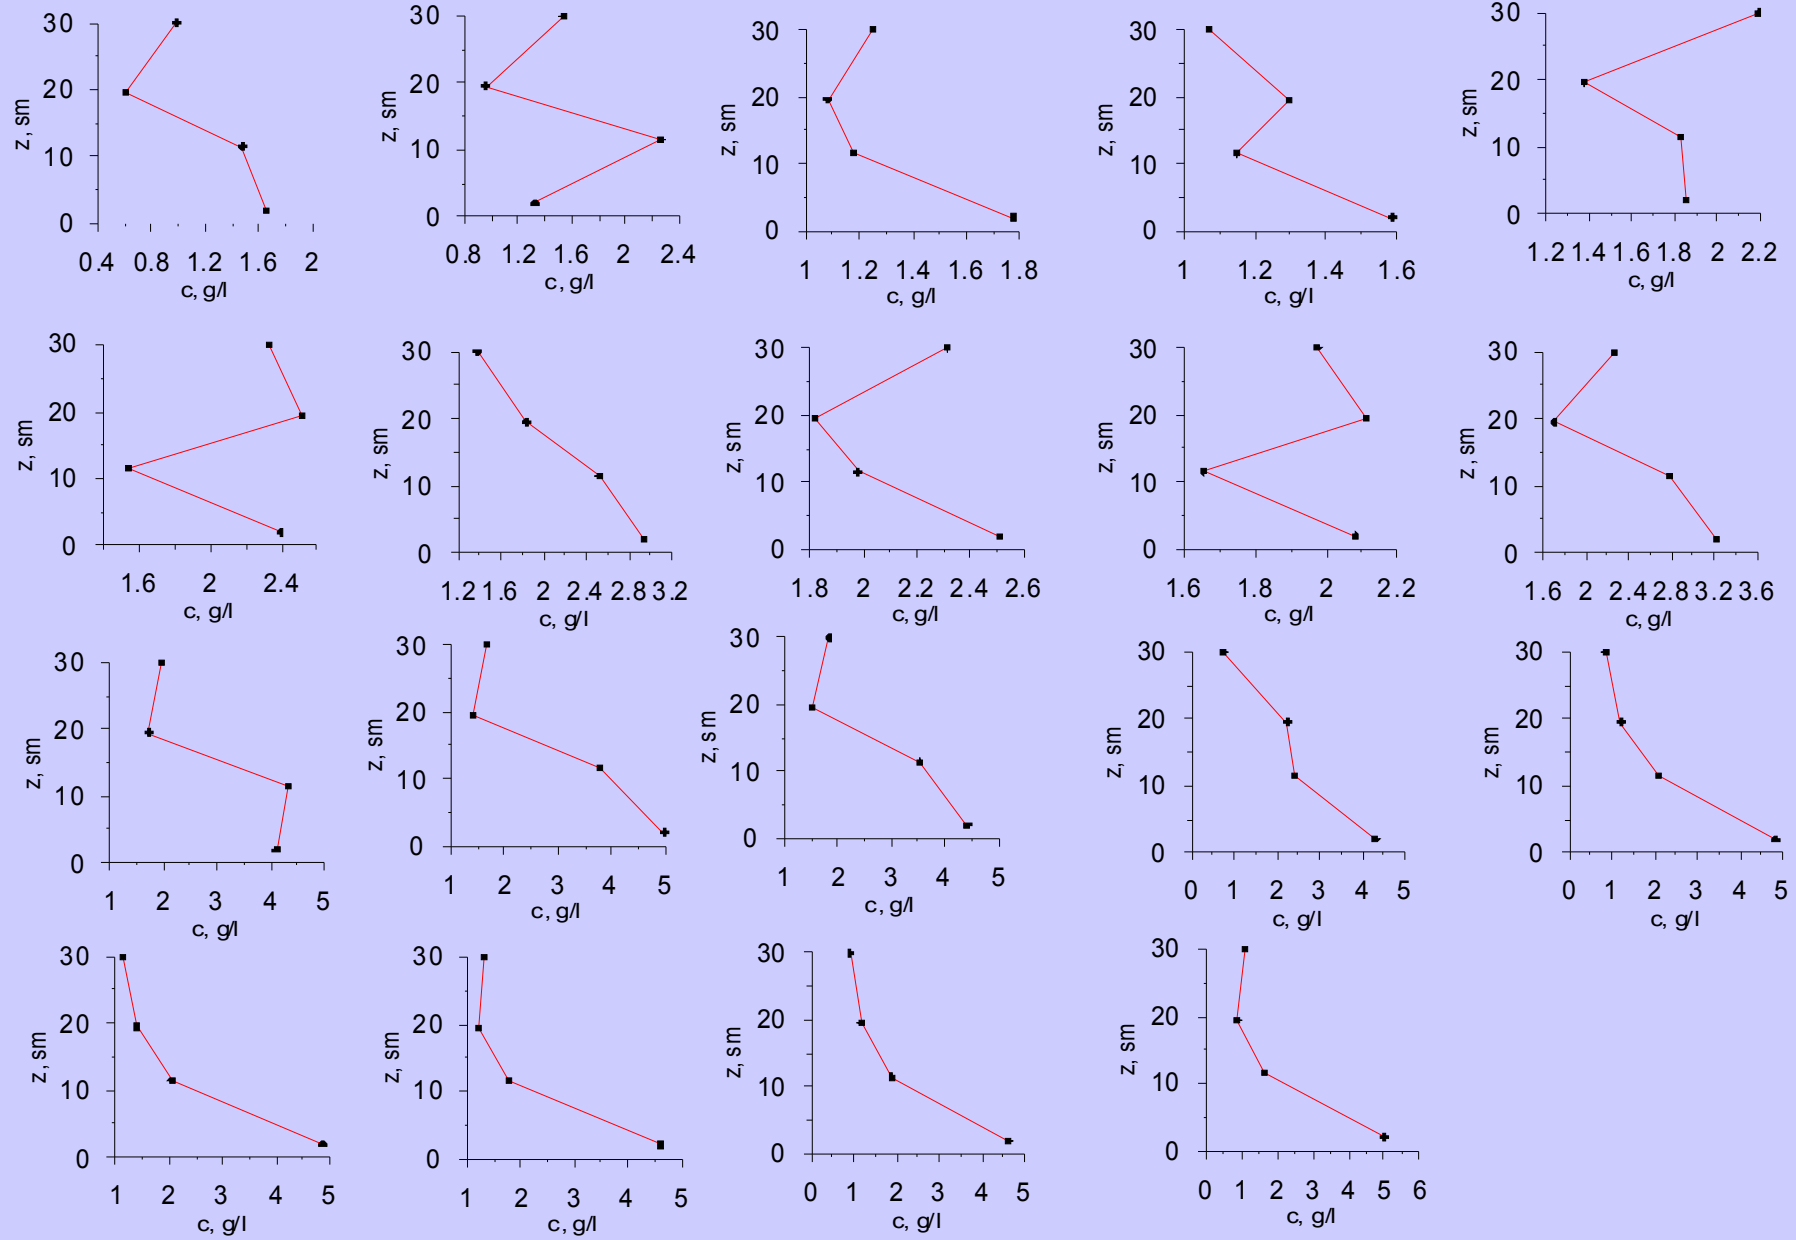 30
20
10
0
z, sm
0.4 0.8 1.2 1.6 2
c, g/l
30
20
10
0
z, sm
0.8 1.2 1.6 2 2.4
c, g/l
30
20
10
0
z, sm
1 1.2 1.4 1.6 1.8
c, g/l
30
20
10
0
z, sm
1 1.2 1.4 1.6
c, g/l
30
20
10
0
z, sm
1.2 1.4 1.6 1.8 2 2.2
c, g/l
30
20
10
0
z, sm
1.6 2 2.4
c, g/l
30
20
10
0
z, sm
1.2 1.6 2 2.4 2.8 3.2
c, g/l
30
20
10
0
z, sm
1.8 2 2.2 2.4 2.6
c, g/l
30
20
10
0
z, sm
1.6 1.8 2 2.2
c, g/l
30
20
10
0
z, sm
1.6 2 2.4 2.8 3.2 3.6
c, g/l
30
20
10
0
z, sm
1 2 3 4 5
c, g/l
30
20
10
0
z, sm
1 2 3 4 5
c, g/l
30
20
10
0
z, sm
1 2 3 4 5
c, g/l
30
20
10
0
z, sm
0 1 2 3 4 5
c, g/l
30
20
10
0
z, sm
0 1 2 3 4 5
c, g/l
30
20
10
0
z, sm
1 2 3 4 5
c, g/l
30
20
10
0
z, sm
1 2 3 4 5
c, g/l
30
20
10
0
z, sm
0 1 2 3 4 5
c, g/l
30
20
10
0
z, sm
0 1 2 3 4 5 6
c, g/l